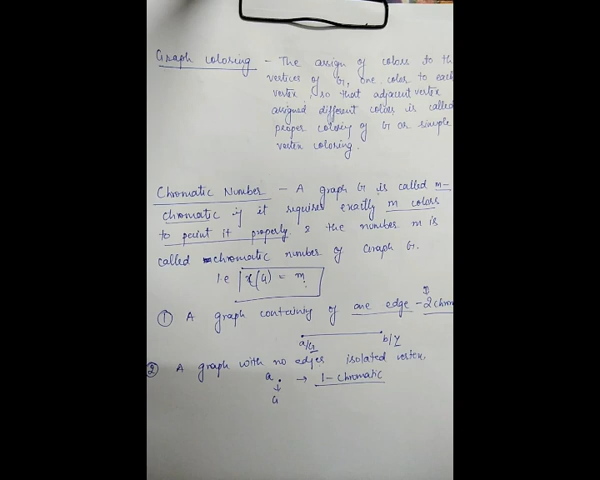 Graph coloring - The assign of colors to th
vertices of G, one color to each
vertex, so that adjacent vertex
assigned different colors is called
proper coloring of G or simple
vertex coloring.
Chromatic Number - A graph G is called m-
chromatic if it requires exactly m colors
to paint it properly & the number m is
called chromatic number of Graph G.
i.e χ(G) = m
① A graph containing of one edge - 2 chrom
a/G b/Y
② A graph with no edges isolated vertex.
a. → 1-chromatic
↓
G